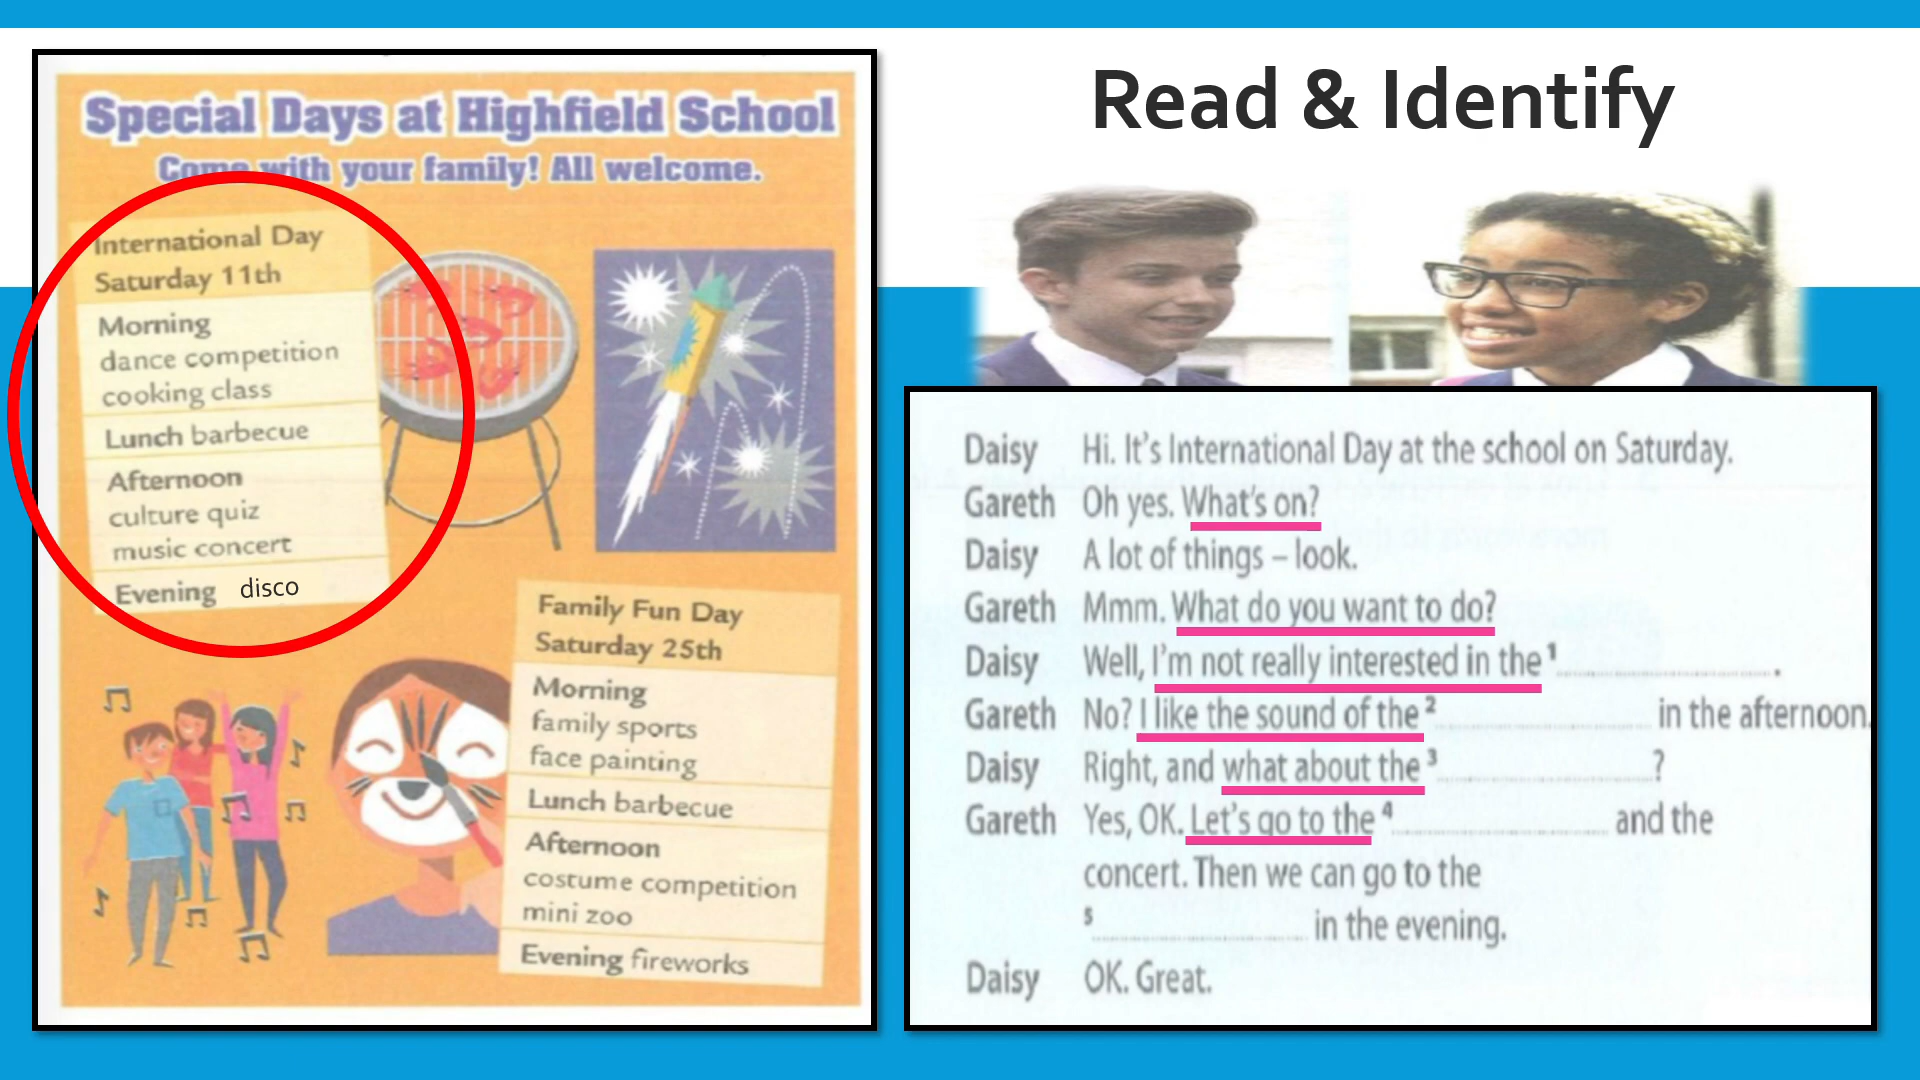 Special Days at Highfield School
Come with your family! All welcome.
International Day
Saturday 11th
Morning
dance competition
cooking class
Lunch barbecue
Afternoon
culture quiz
music concert
Evening disco
Family Fun Day
Saturday 25th
Morning
family sports
face painting
Lunch barbecue
Afternoon
costume competition
mini zoo
Evening fireworks
Read & Identify
Daisy Hi. It's International Day at the school on Saturday.
Gareth Oh yes. What's on?
Daisy A lot of things – look.
Gareth Mmm. What do you want to do?
Daisy Well, I'm not really interested in the 1 .................... .
Gareth No? I like the sound of the 2 .................... in the afternoon.
Daisy Right, and what about the 3 .................... ?
Gareth Yes, OK. Let's go to the 4 .................... and the
concert. Then we can go to the
5 .................... in the evening.
Daisy OK. Great.